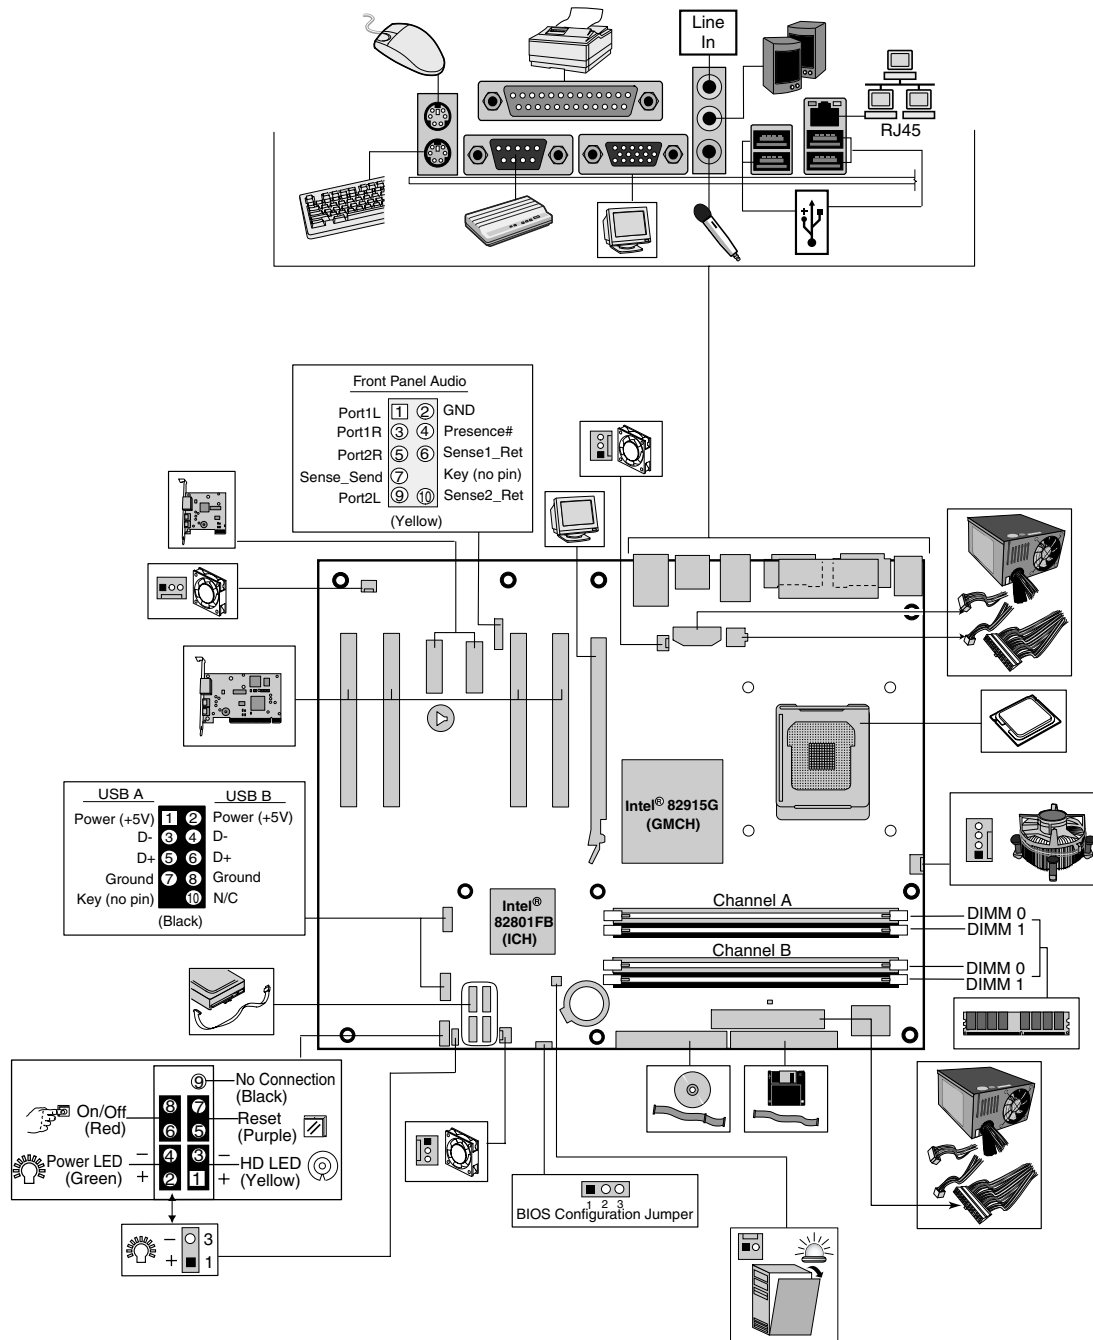 Line
In
RJ45
Front Panel Audio
Port1L 1 2 GND
Port1R 3 4 Presence#
Port2R 5 6 Sense1_Ret
Sense_Send 7 Key (no pin)
Port2L 9 10 Sense2_Ret
(Yellow)
USB A USB B
Power (+5V) 1 2 Power (+5V)
D- 3 4 D-
D+ 5 6 D+
Ground 7 8 Ground
Key (no pin) 10 N/C
(Black)
Intel® 82915G
(GMCH)
Intel®
82801FB
(ICH)
Channel A
DIMM 0
DIMM 1
Channel B
DIMM 0
DIMM 1
9 No Connection
(Black)
On/Off
(Red)
8 7
6 5
Reset
(Purple)
Power LED
(Green)
− 4 3 −
+ 2 1 +
HD LED
(Yellow)
− 3
+ 1
1 2 3
BIOS Configuration Jumper